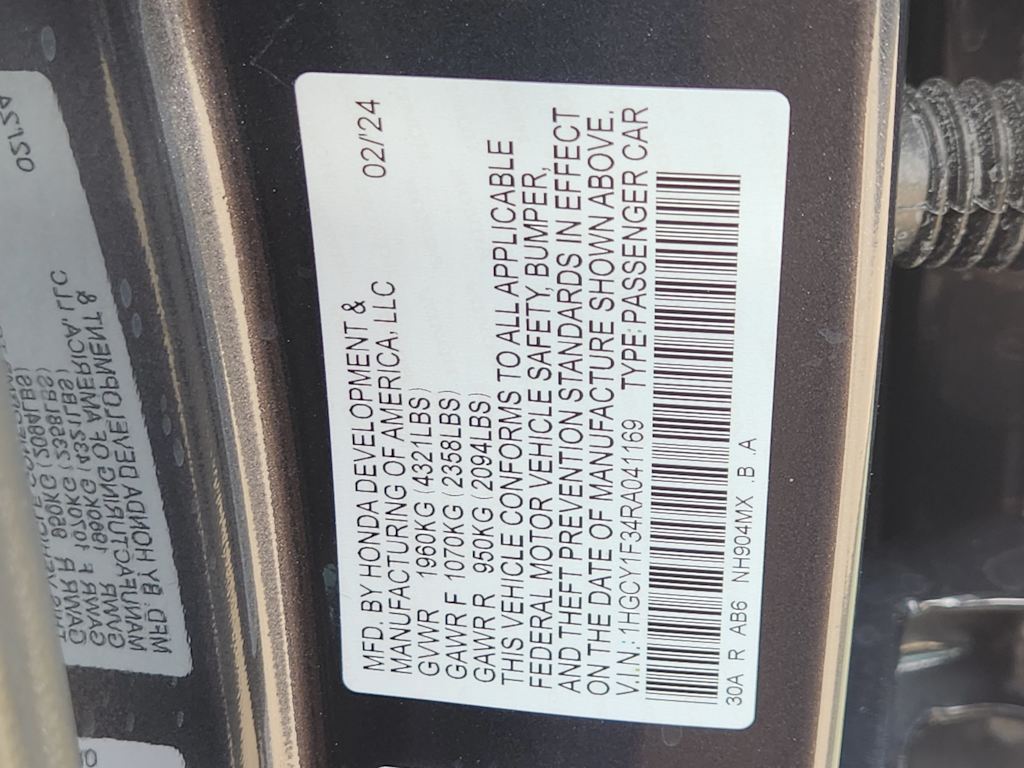 MFD. BY HONDA DEVELOPMENT &
MANUFACTURING OF AMERICA, LLC 02/'24
GVWR 1960KG (4321LBS)
GAWR F 1070KG (2358LBS)
GAWR R 950KG (2094LBS)
THIS VEHICLE CONFORMS TO ALL APPLICABLE
FEDERAL MOTOR VEHICLE SAFETY, BUMPER,
AND THEFT PREVENTION STANDARDS IN EFFECT
ON THE DATE OF MANUFACTURE SHOWN ABOVE.
V.I.N.: 1HGCY1F34RA041169 TYPE: PASSENGER CAR
30A R AB6 NH904MX .B .A